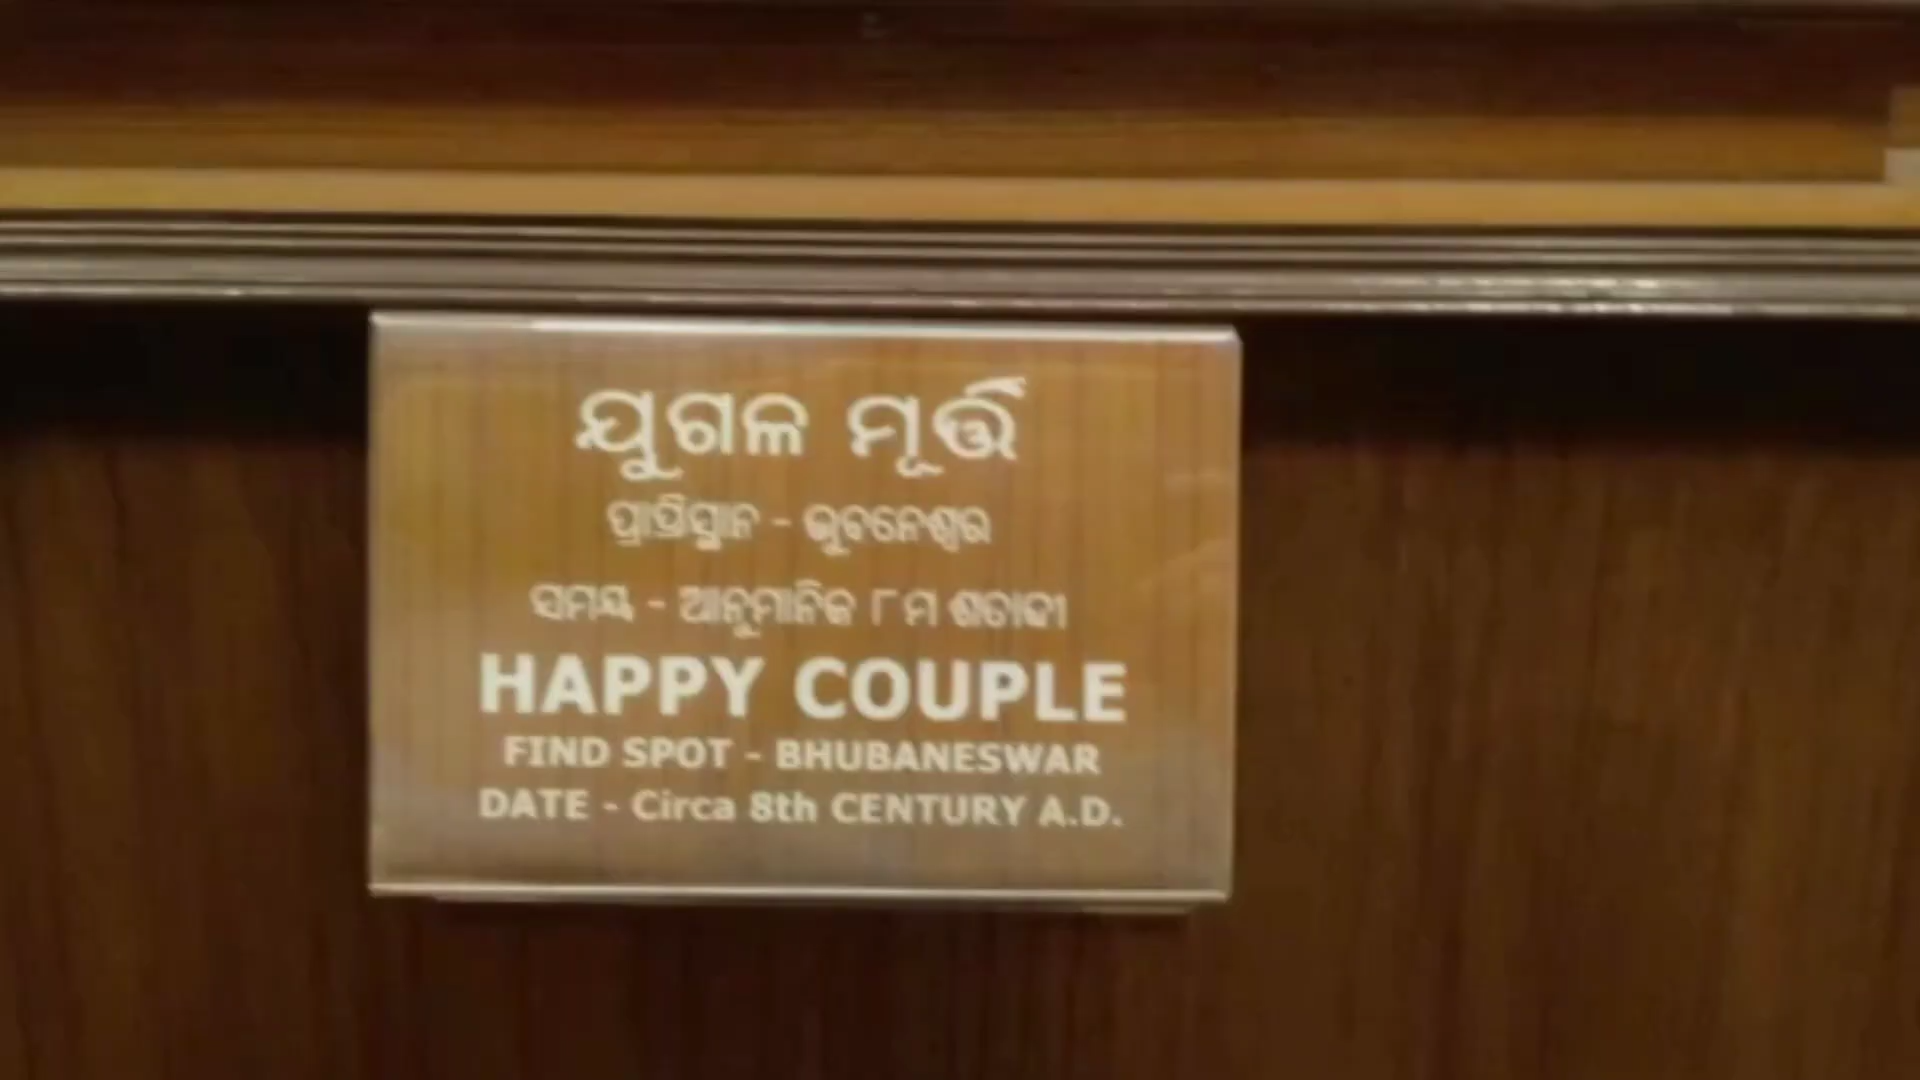 ଯୁଗଳ ମୂର୍ତ୍ତି
ପ୍ରାପ୍ତିସ୍ଥାନ - ଭୁବନେଶ୍ୱର
ସମୟ - ଆନୁମାନିକ ୮ମ ଶତାବ୍ଦୀ
HAPPY COUPLE
FIND SPOT - BHUBANESWAR
DATE - Circa 8th CENTURY A.D.